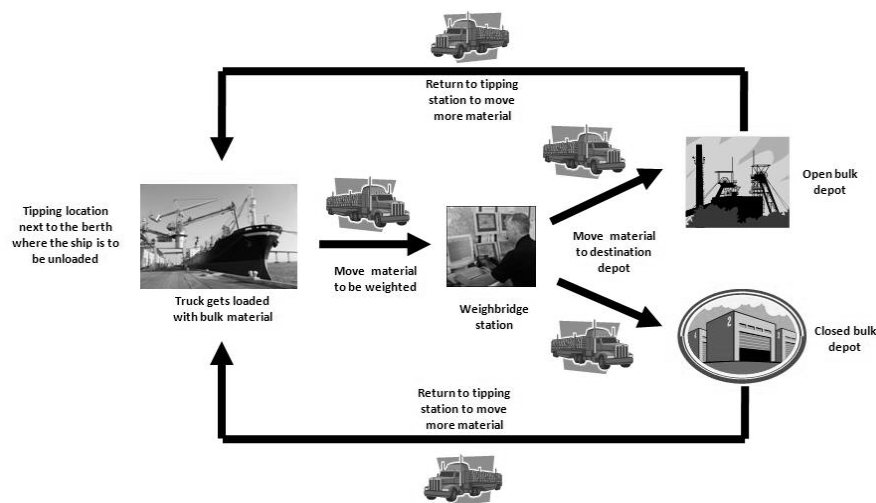 Return to tipping
station to move
more material
Tipping location
next to the berth
where the ship is to
be unloaded
Truck gets loaded
with bulk material
Move material
to be weighted
Weighbridge
station
Move material
to destination
depot
Open bulk
depot
2
Closed bulk
depot
Return to tipping
station to move
more material